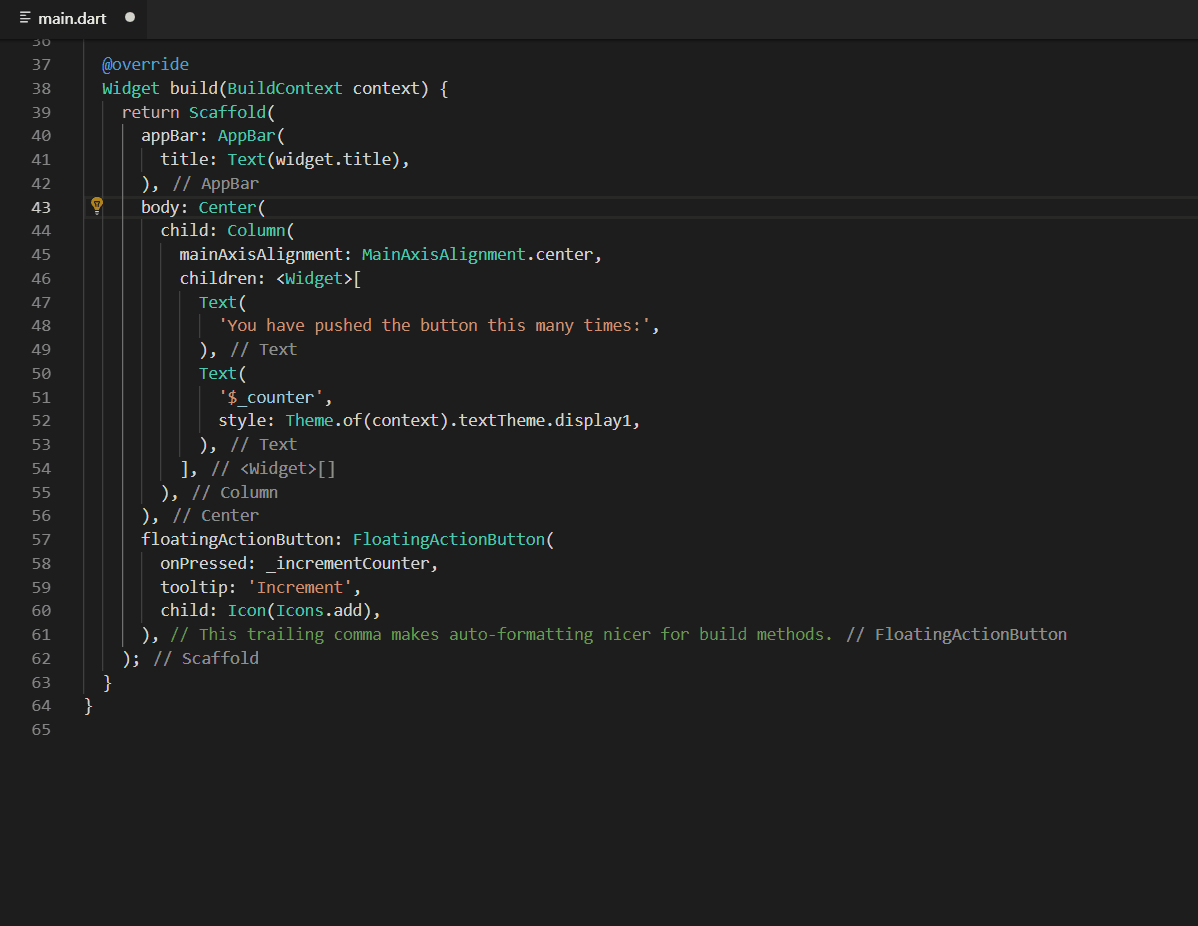 main.dart
36
37 @override
38 Widget build(BuildContext context) {
39 return Scaffold(
40 appBar: AppBar(
41 title: Text(widget.title),
42 ), // AppBar
43 body: Center(
44 child: Column(
45 mainAxisAlignment: MainAxisAlignment.center,
46 children: <Widget>[
47 Text(
48 'You have pushed the button this many times:',
49 ), // Text
50 Text(
51 '$_counter',
52 style: Theme.of(context).textTheme.display1,
53 ), // Text
54 ], // <Widget>[]
55 ), // Column
56 ), // Center
57 floatingActionButton: FloatingActionButton(
58 onPressed: _incrementCounter,
59 tooltip: 'Increment',
60 child: Icon(Icons.add),
61 ), // This trailing comma makes auto-formatting nicer for build methods. // FloatingActionButton
62 ); // Scaffold
63 }
64 }
65